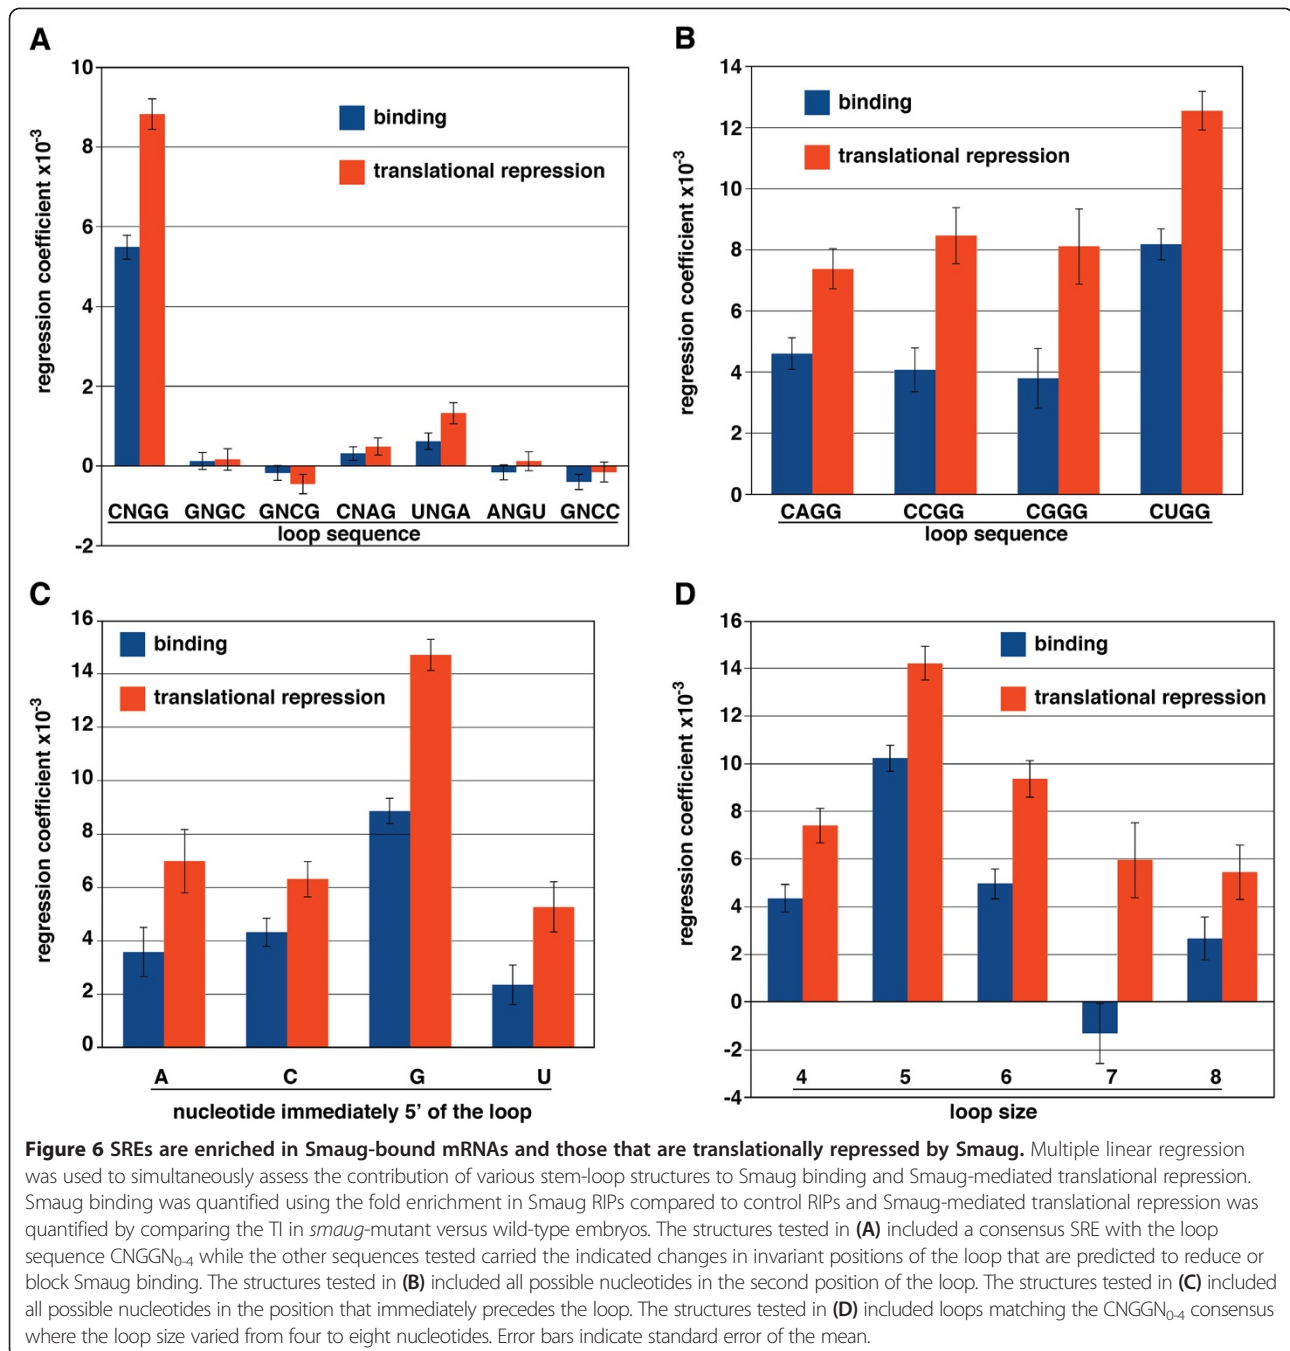 A
10
8
6
4
2
0
-2
regression coefficient x10-3
binding
translational repression
CNGG GNGC GNCG CNAG UNGA ANGU GNCC
loop sequence
B
14
12
10
8
6
4
2
0
regression coefficient x10-3
binding
translational repression
CAGG CCGG CGGG CUGG
loop sequence
C
16
14
12
10
8
6
4
2
0
regression coefficient x10-3
binding
translational repression
A C G U
nucleotide immediately 5' of the loop
D
16
14
12
10
8
6
4
2
0
-2
-4
regression coefficient x10-3
binding
translational repression
4 5 6 7 8
loop size
Figure 6 SREs are enriched in Smaug-bound mRNAs and those that are translationally repressed by Smaug. Multiple linear regression
was used to simultaneously assess the contribution of various stem-loop structures to Smaug binding and Smaug-mediated translational repression.
Smaug binding was quantified using the fold enrichment in Smaug RIPs compared to control RIPs and Smaug-mediated translational repression was
quantified by comparing the TI in smaug-mutant versus wild-type embryos. The structures tested in (A) included a consensus SRE with the loop
sequence CNGGN0-4 while the other sequences tested carried the indicated changes in invariant positions of the loop that are predicted to reduce or
block Smaug binding. The structures tested in (B) included all possible nucleotides in the second position of the loop. The structures tested in (C) included
all possible nucleotides in the position that immediately precedes the loop. The structures tested in (D) included loops matching the CNGGN0-4 consensus
where the loop size varied from four to eight nucleotides. Error bars indicate standard error of the mean.